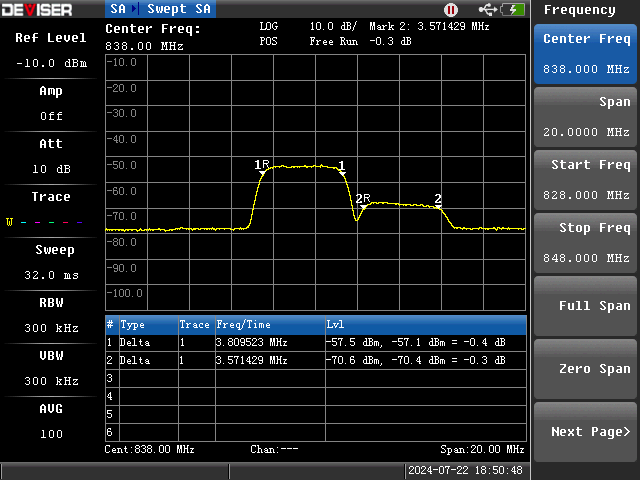 DEVISER
SA Swept SA
Frequency
Ref Level
-10.0 dBm
Amp
Off
Att
10 dB
Trace
W
Sweep
32.0 ms
RBW
300 kHz
VBW
300 kHz
AVG
100
Center Freq:
838.00 MHz
LOG 10.0 dB/ Mark 2: 3.571429 MHz
POS Free Run -0.3 dB
-10.0
-20.0
-30.0
-40.0
-50.0
-60.0
-70.0
-80.0
-90.0
-100.0
1R 1
2R 2
# Type Trace Freq/Time Lvl
1 Delta 1 3.809523 MHz -57.5 dBm, -57.1 dBm = -0.4 dB
2 Delta 1 3.571429 MHz -70.6 dBm, -70.4 dBm = -0.3 dB
3
4
5
6
Cent:838.00 MHz Chan:--- Span:20.00 MHz
2024-07-22 18:50:48
Center Freq
838.000 MHz
Span
20.0000 MHz
Start Freq
828.000 MHz
Stop Freq
848.000 MHz
Full Span
Zero Span
Next Page>